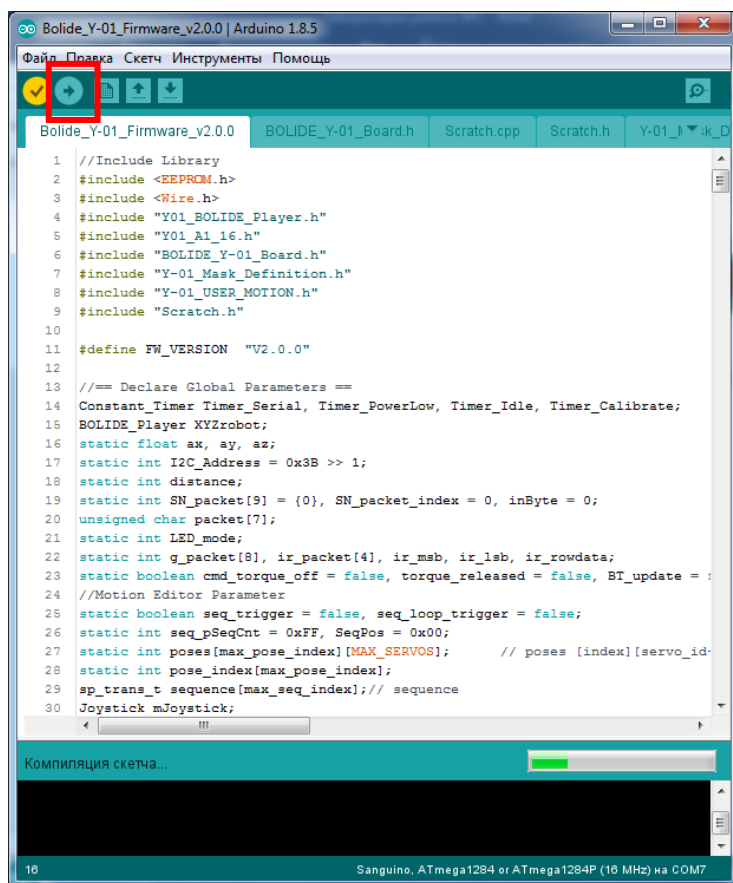 Bolide_Y-01_Firmware_v2.0.0 | Arduino 1.8.5
Файл Правка Скетч Инструменты Помощь
Bolide_Y-01_Firmware_v2.0.0 BOLIDE_Y-01_Board.h Scratch.cpp Scratch.h
1 //Include Library
2 #include <EEPROM.h>
3 #include <Wire.h>
4 #include "Y01_BOLIDE_Player.h"
5 #include "Y01_A1_16.h"
6 #include "BOLIDE_Y-01_Board.h"
7 #include "Y-01_Mask_Definition.h"
8 #include "Y-01_USER_MOTION.h"
9 #include "Scratch.h"
10
11 #define FW_VERSION "V2.0.0"
12
13 //== Declare Global Parameters ==
14 Constant_Timer Timer_Serial, Timer_PowerLow, Timer_Idle, Timer_Calibrate;
15 BOLIDE_Player XYZrobot;
16 static float ax, ay, az;
17 static int I2C_Address = 0x3B >> 1;
18 static int distance;
19 static int SN_packet[9] = {0}, SN_packet_index = 0, inByte = 0;
20 unsigned char packet[7];
21 static int LED_mode;
22 static int g_packet[8], ir_packet[4], ir_msb, ir_lsb, ir_rowdata;
23 static boolean cmd_torque_off = false, torque_released = false, BT_update =
24 //Motion Editor Parameter
25 static boolean seq_trigger = false, seq_loop_trigger = false;
26 static int seq_pSeqCnt = 0xFF, SeqPos = 0x00;
27 static int poses[max_pose_index][MAX_SERVOS]; // poses [index][servo_id-
28 static int pose_index[max_pose_index];
29 sp_trans_t sequence[max_seq_index];// sequence
30 Joystick mJoystick;
Компиляция скетча...
16 Sanguino, ATmega1284 or ATmega1284P (16 MHz) на COM7